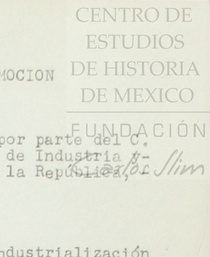 CENTRO DE
ESTUDIOS
DE HISTORIA
DE MEXICO
MOCION
FUNDACIÓN
por parte del C.
de Industria y-
la República,-
Carlos Slim
ndustrialización